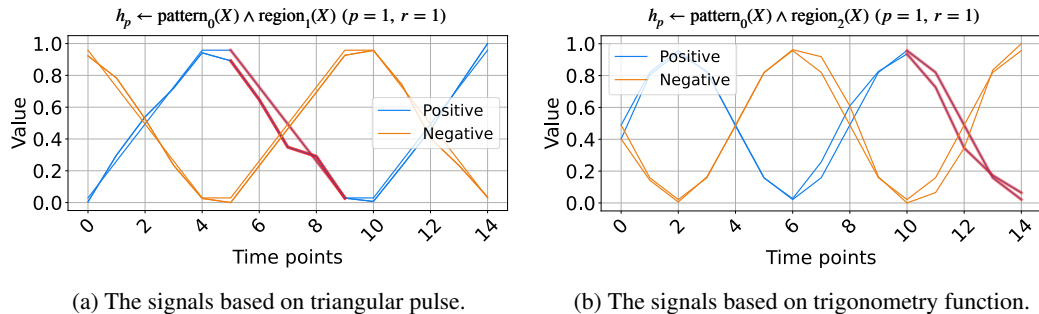 h_p ← pattern_0(X) ∧ region_1(X) (p = 1, r = 1)
1.0
0.8
0.6
0.4
0.2
0.0
Value
Positive
Negative
0 2 4 6 8 10 12 14
Time points
(a) The signals based on triangular pulse.
h_p ← pattern_0(X) ∧ region_2(X) (p = 1, r = 1)
1.0
0.8
0.6
0.4
0.2
0.0
Value
Positive
Negative
0 2 4 6 8 10 12 14
Time points
(b) The signals based on trigonometry function.